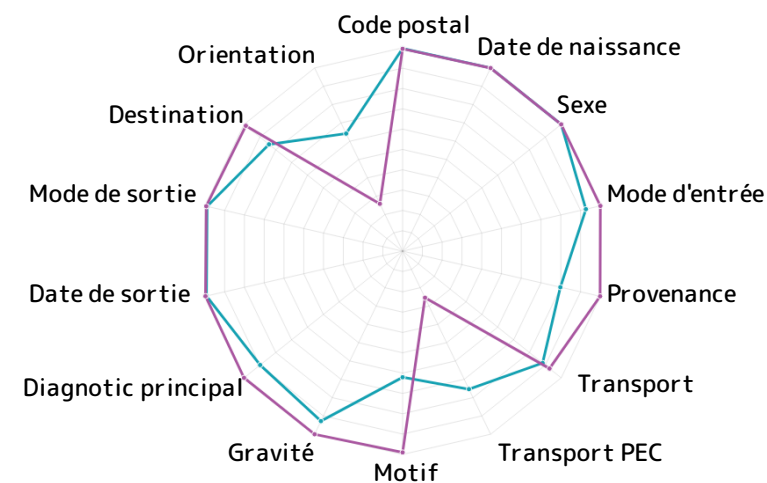 Code postal
Date de naissance
Sexe
Mode d'entrée
Provenance
Transport
Transport PEC
Motif
Gravité
Diagnotic principal
Date de sortie
Mode de sortie
Destination
Orientation